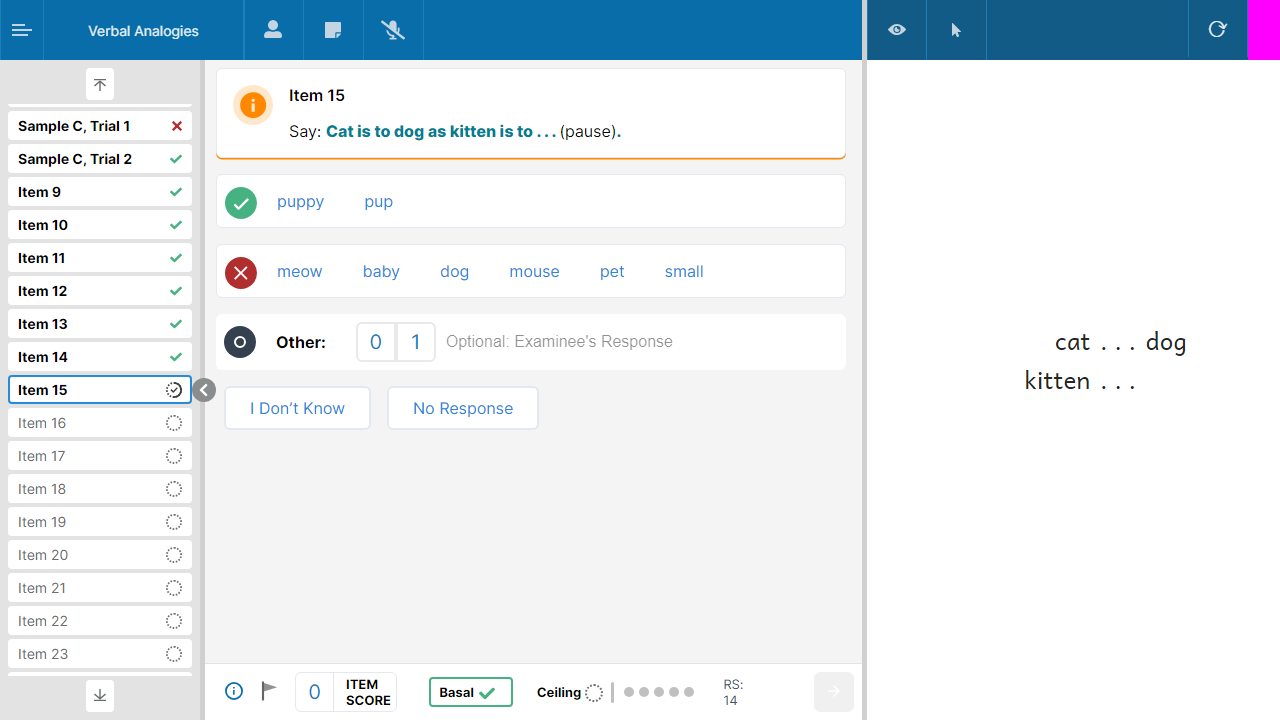 Verbal Analogies
Sample C, Trial 1
Sample C, Trial 2
Item 9
Item 10
Item 11
Item 12
Item 13
Item 14
Item 15
Item 16
Item 17
Item 18
Item 19
Item 20
Item 21
Item 22
Item 23
Item 15
Say: Cat is to dog as kitten is to . . . (pause).
puppy pup
meow baby dog mouse pet small
Other: 0 1 Optional: Examinee's Response
I Don’t Know No Response
0 ITEM SCORE Basal Ceiling RS: 14
cat . . . dog
kitten . . .